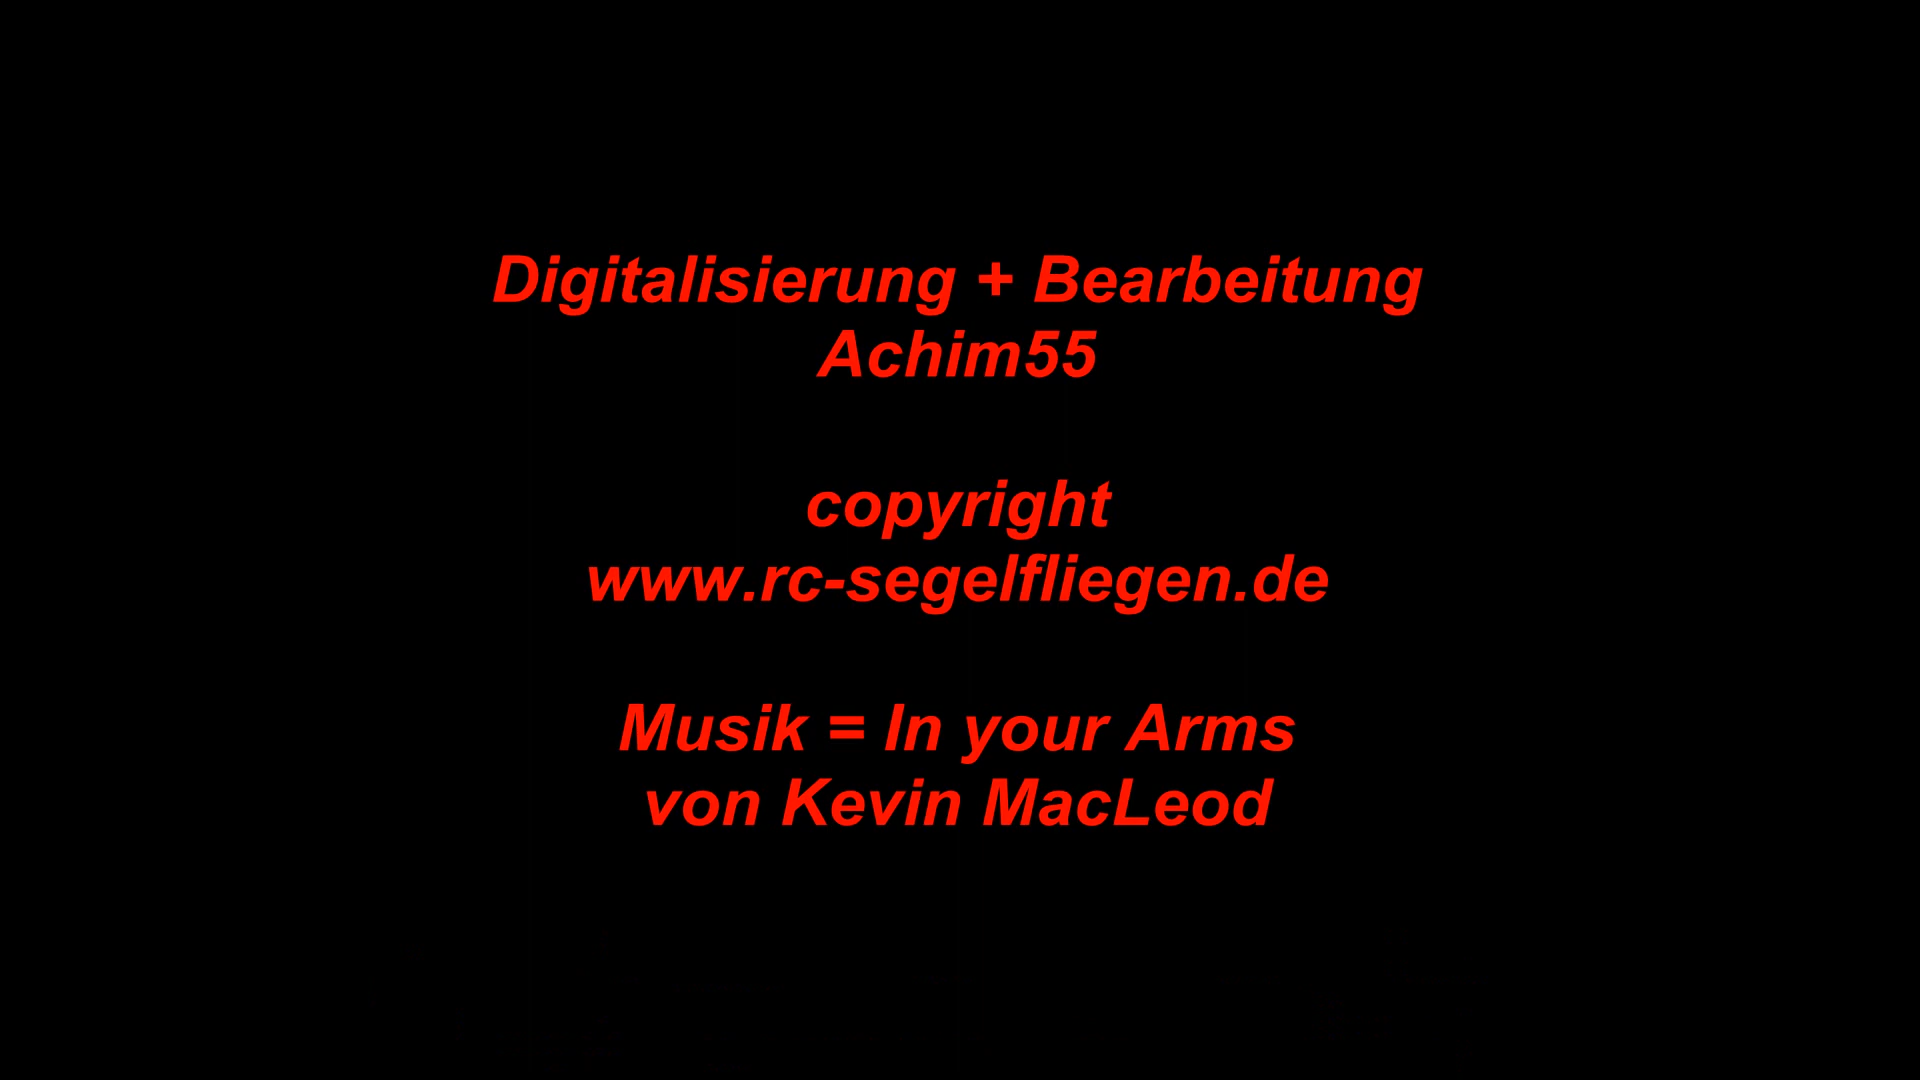 Digitalisierung + Bearbeitung
Achim55
copyright
www.rc-segelfliegen.de
Musik = In your Arms
von Kevin MacLeod